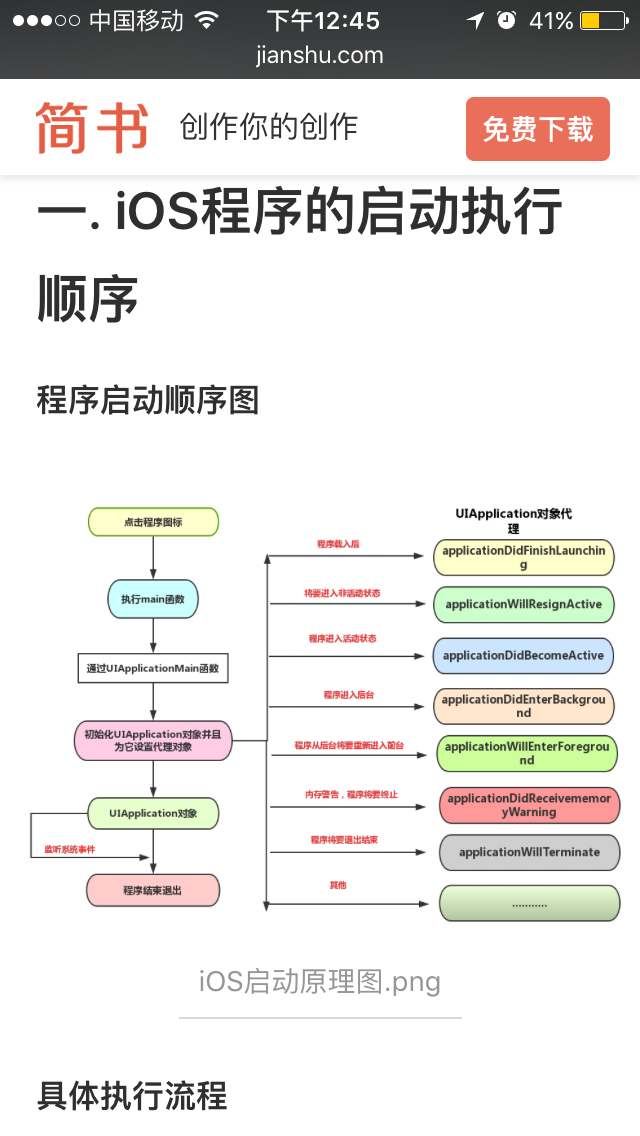 中国移动 下午12:45 41%
jianshu.com
简书 创作你的创作 免费下载
一. iOS程序的启动执行
顺序
程序启动顺序图
点击程序图标
执行main函数
通过UIApplicationMain函数
初始化UIApplication对象并且
为它设置代理对象
UIApplication对象
监听系统事件
程序结束退出
UIApplication对象代
理
程序载入后
applicationDidFinishLaunchin
g
将要进入非活动状态
applicationWillResignActive
程序进入活动状态
applicationDidBecomeActive
程序进入后台
applicationDidEnterBackgrou
nd
程序从后台将要重新进入前台
applicationWillEnterForegrou
nd
内存警告，程序将要终止
applicationDidReceivememor
yWarning
程序将要退出结束
applicationWillTerminate
其他
...........
iOS启动原理图.png
具体执行流程